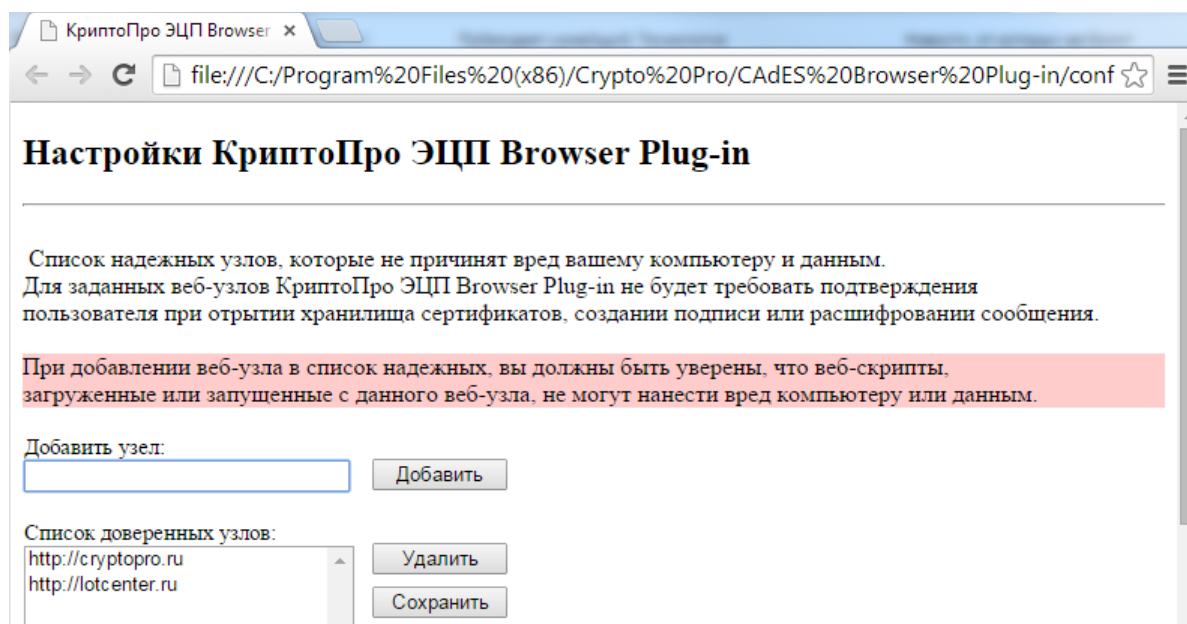 КриптоПро ЭЦП Browser
file:///C:/Program%20Files%20(x86)/Crypto%20Pro/CAdES%20Browser%20Plug-in/conf
Настройки КриптоПро ЭЦП Browser Plug-in
Список надежных узлов, которые не причинят вред вашему компьютеру и данным.
Для заданных веб-узлов КриптоПро ЭЦП Browser Plug-in не будет требовать подтверждения
пользователя при отрытии хранилища сертификатов, создании подписи или расшифровании сообщения.
При добавлении веб-узла в список надежных, вы должны быть уверены, что веб-скрипты,
загруженные или запущенные с данного веб-узла, не могут нанести вред компьютеру или данным.
Добавить узел:
Добавить
Список доверенных узлов:
http://cryptopro.ru
Удалить
http://lotcenter.ru
Сохранить